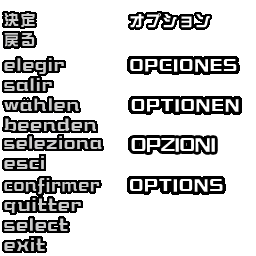 決定
戻る
elegir
salir
wählen
beenden
seleziona
esci
confirmer
quitter
select
exit
オプション
OPCIONES
OPTIONEN
OPZIONI
OPTIONS